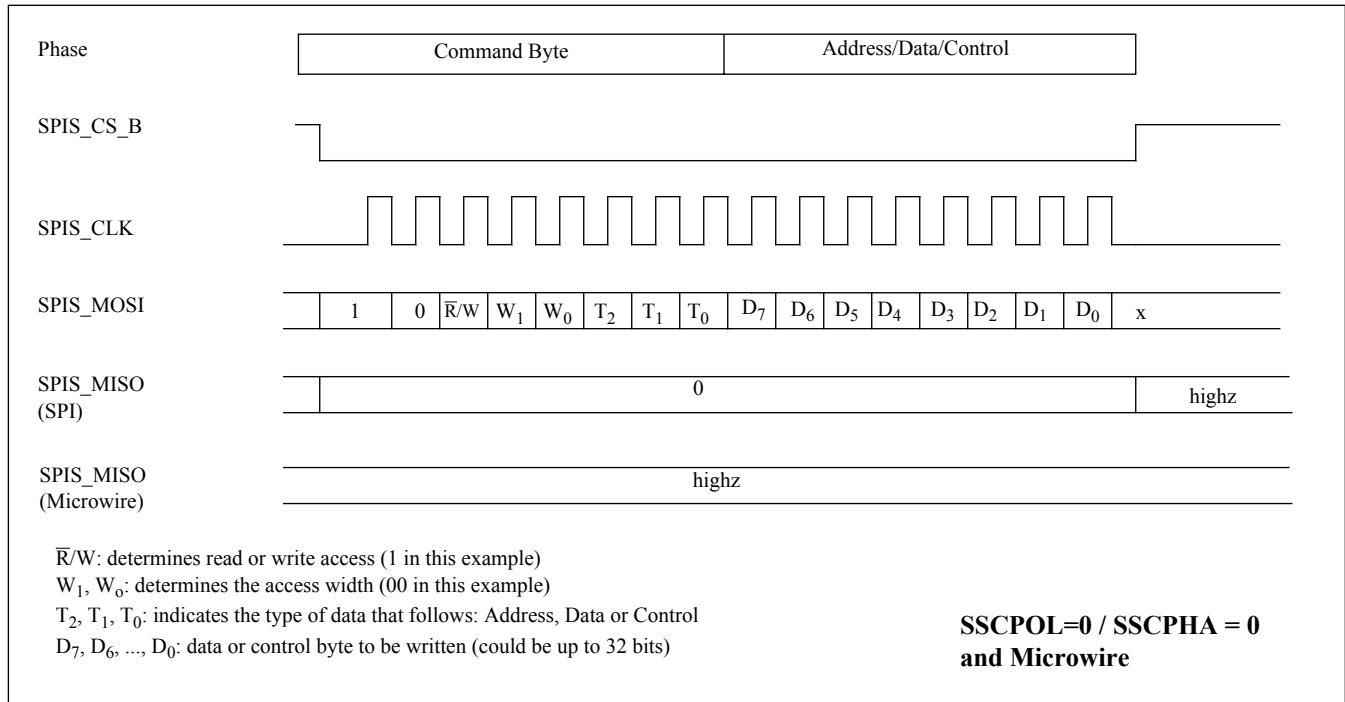 Phase Command Byte Address/Data/Control
SPIS_CS_B
SPIS_CLK
SPIS_MOSI 1 0 R̅/W W₁ W₀ T₂ T₁ T₀ D₇ D₆ D₅ D₄ D₃ D₂ D₁ D₀ x
SPIS_MISO 0
(SPI) highz
SPIS_MISO highz
(Microwire)
R̅/W: determines read or write access (1 in this example)
W₁, Wₒ: determines the access width (00 in this example)
T₂, T₁, T₀: indicates the type of data that follows: Address, Data or Control
D₇, D₆, ..., D₀: data or control byte to be written (could be up to 32 bits)
SSCPOL=0 / SSCPHA = 0
and Microwire